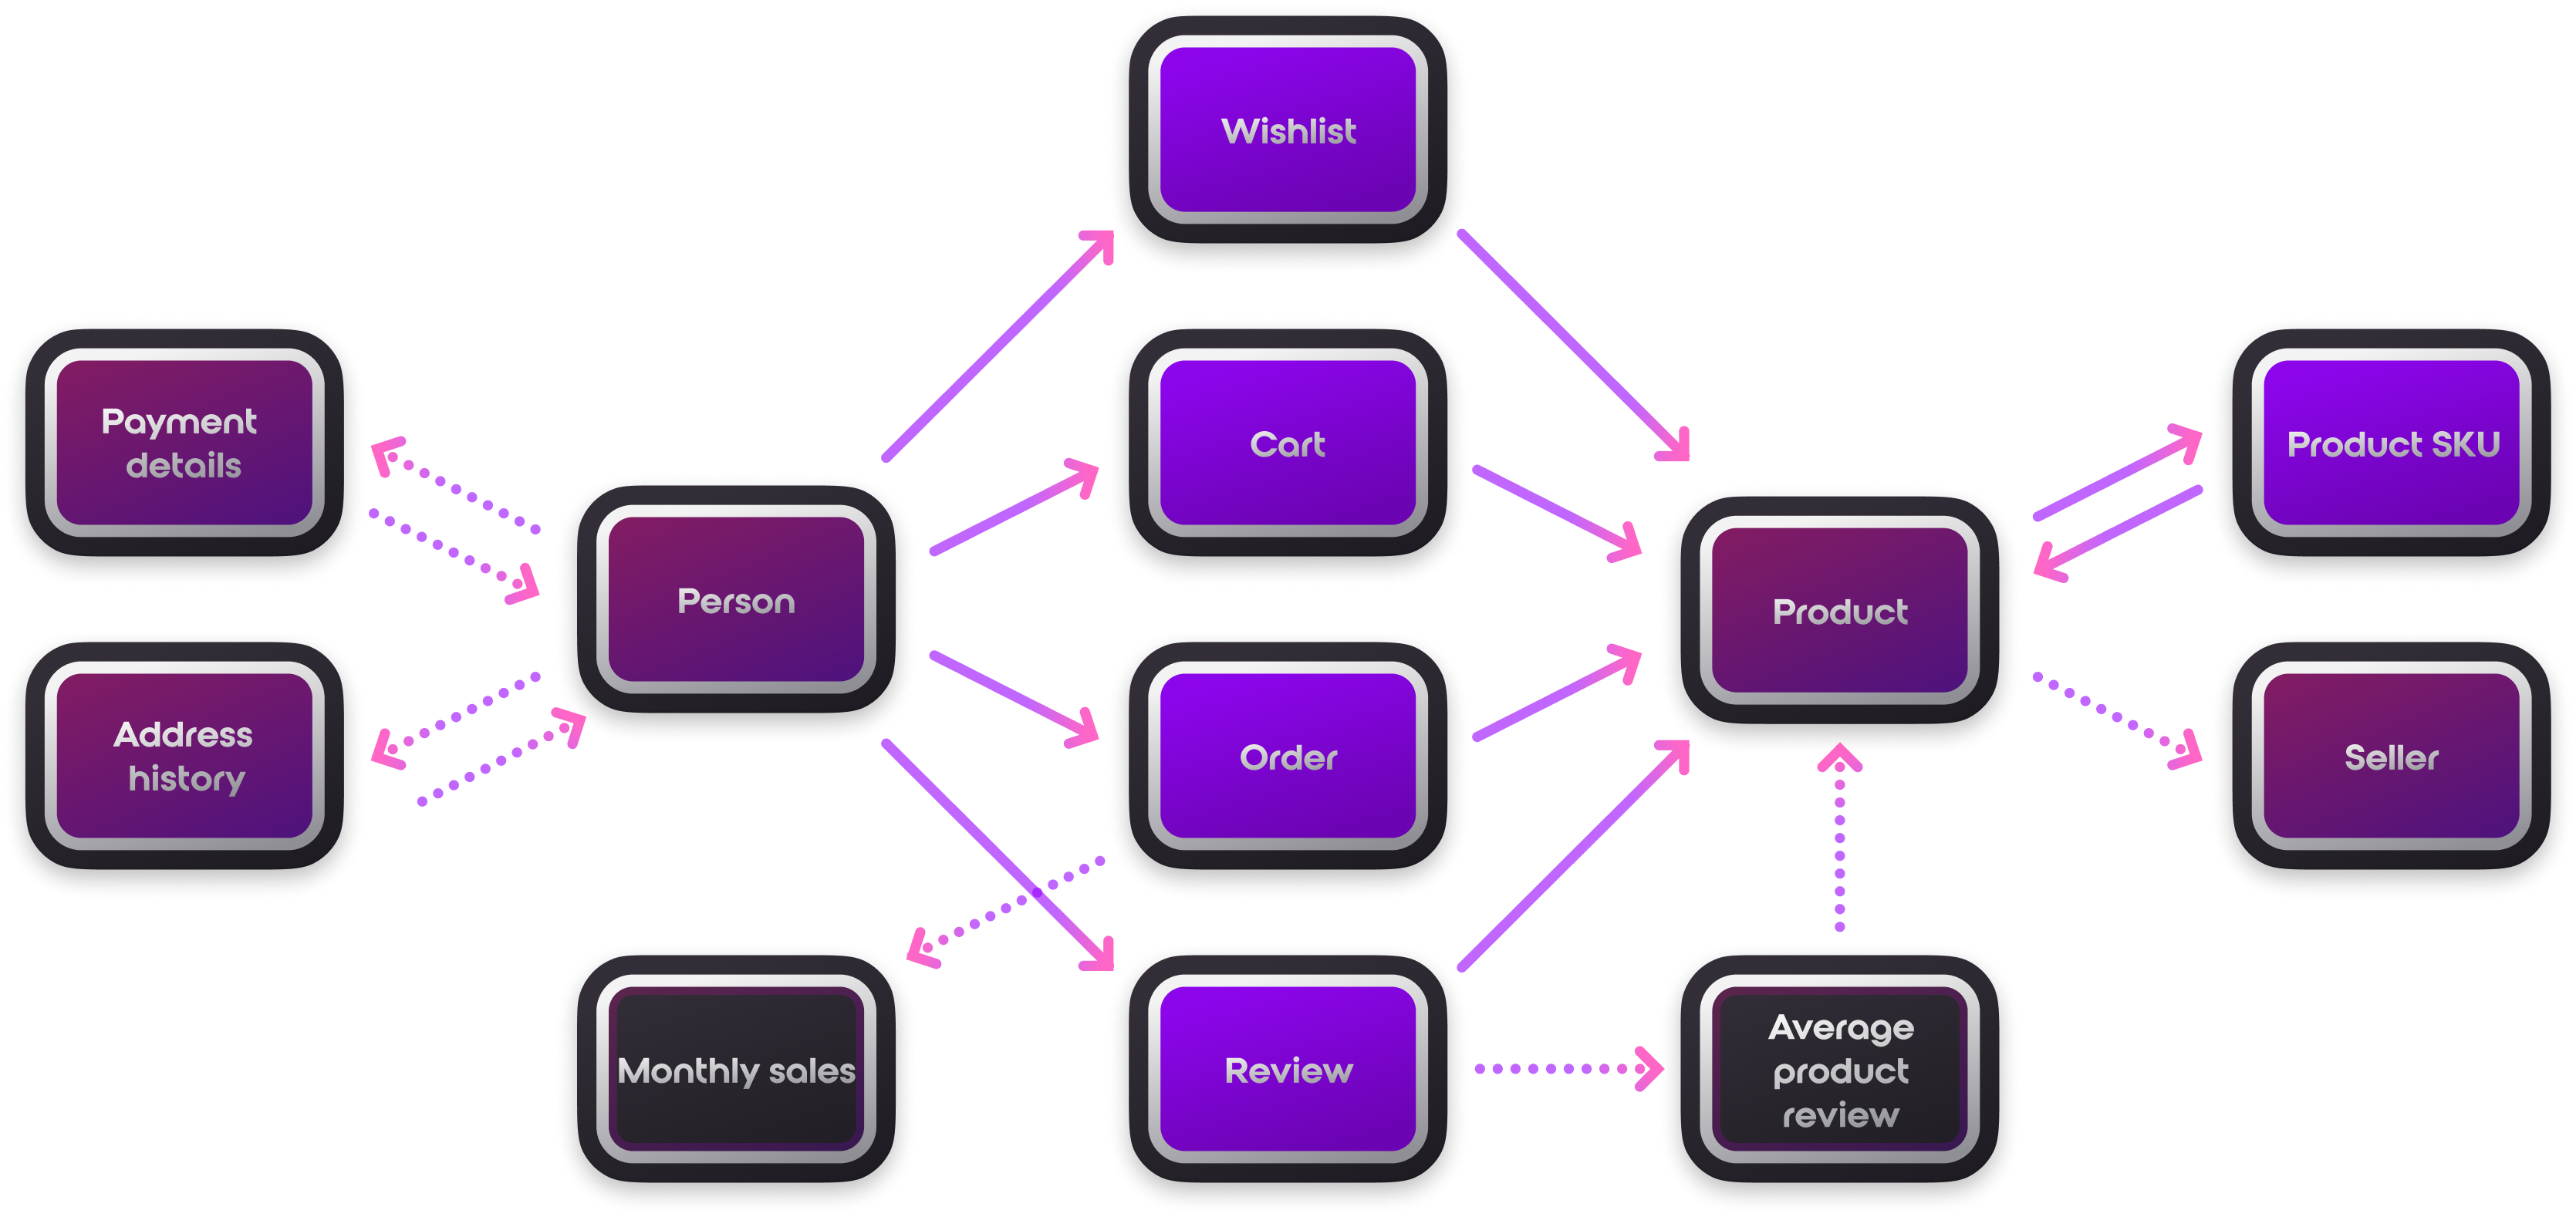 Wishlist
Payment
details
Cart
Product SKU
Person
Product
Address
history
Order
Seller
Monthly sales
Review
Average
product
review